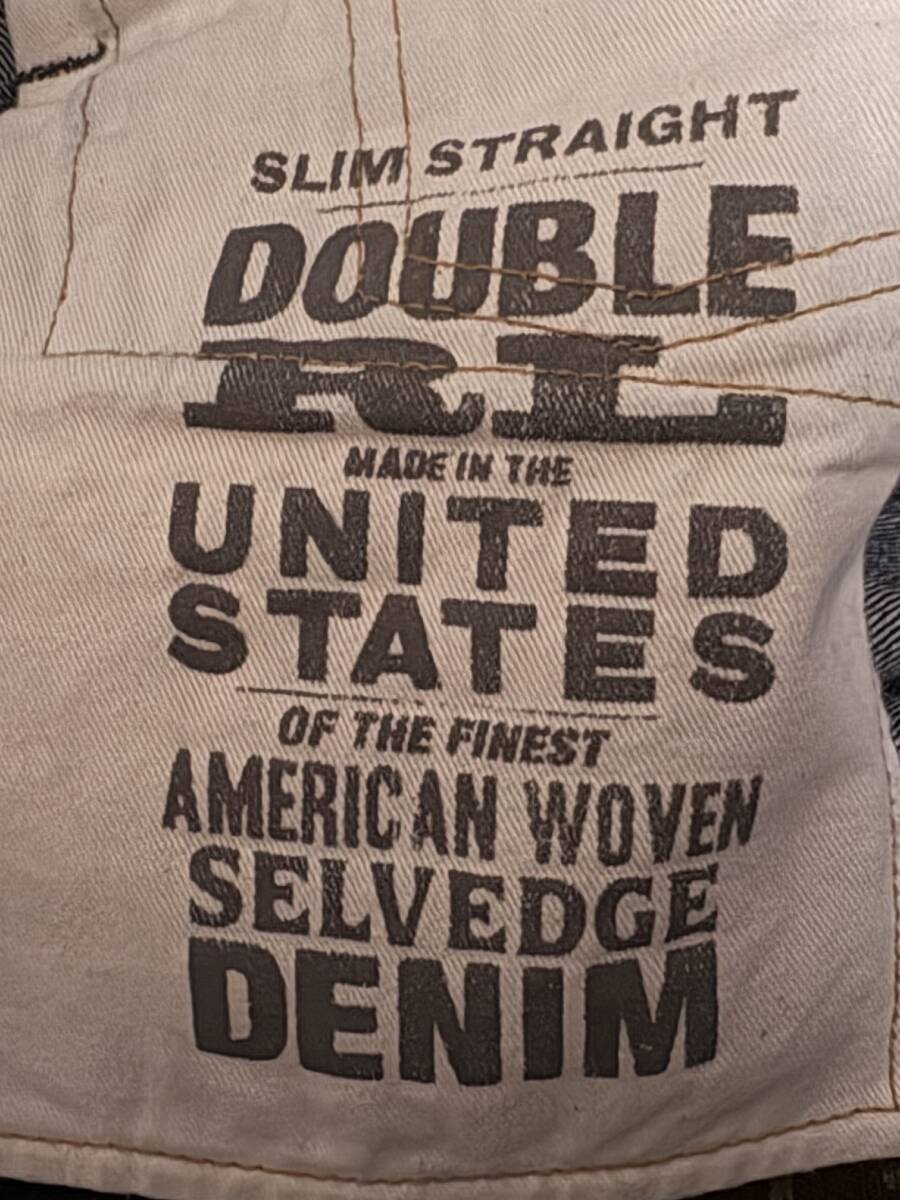 SLIM STRAIGHT
DOUBLE
RL
MADE IN THE
UNITED
STATES
OF THE FINEST
AMERICAN WOVEN
SELVEDGE
DENIM